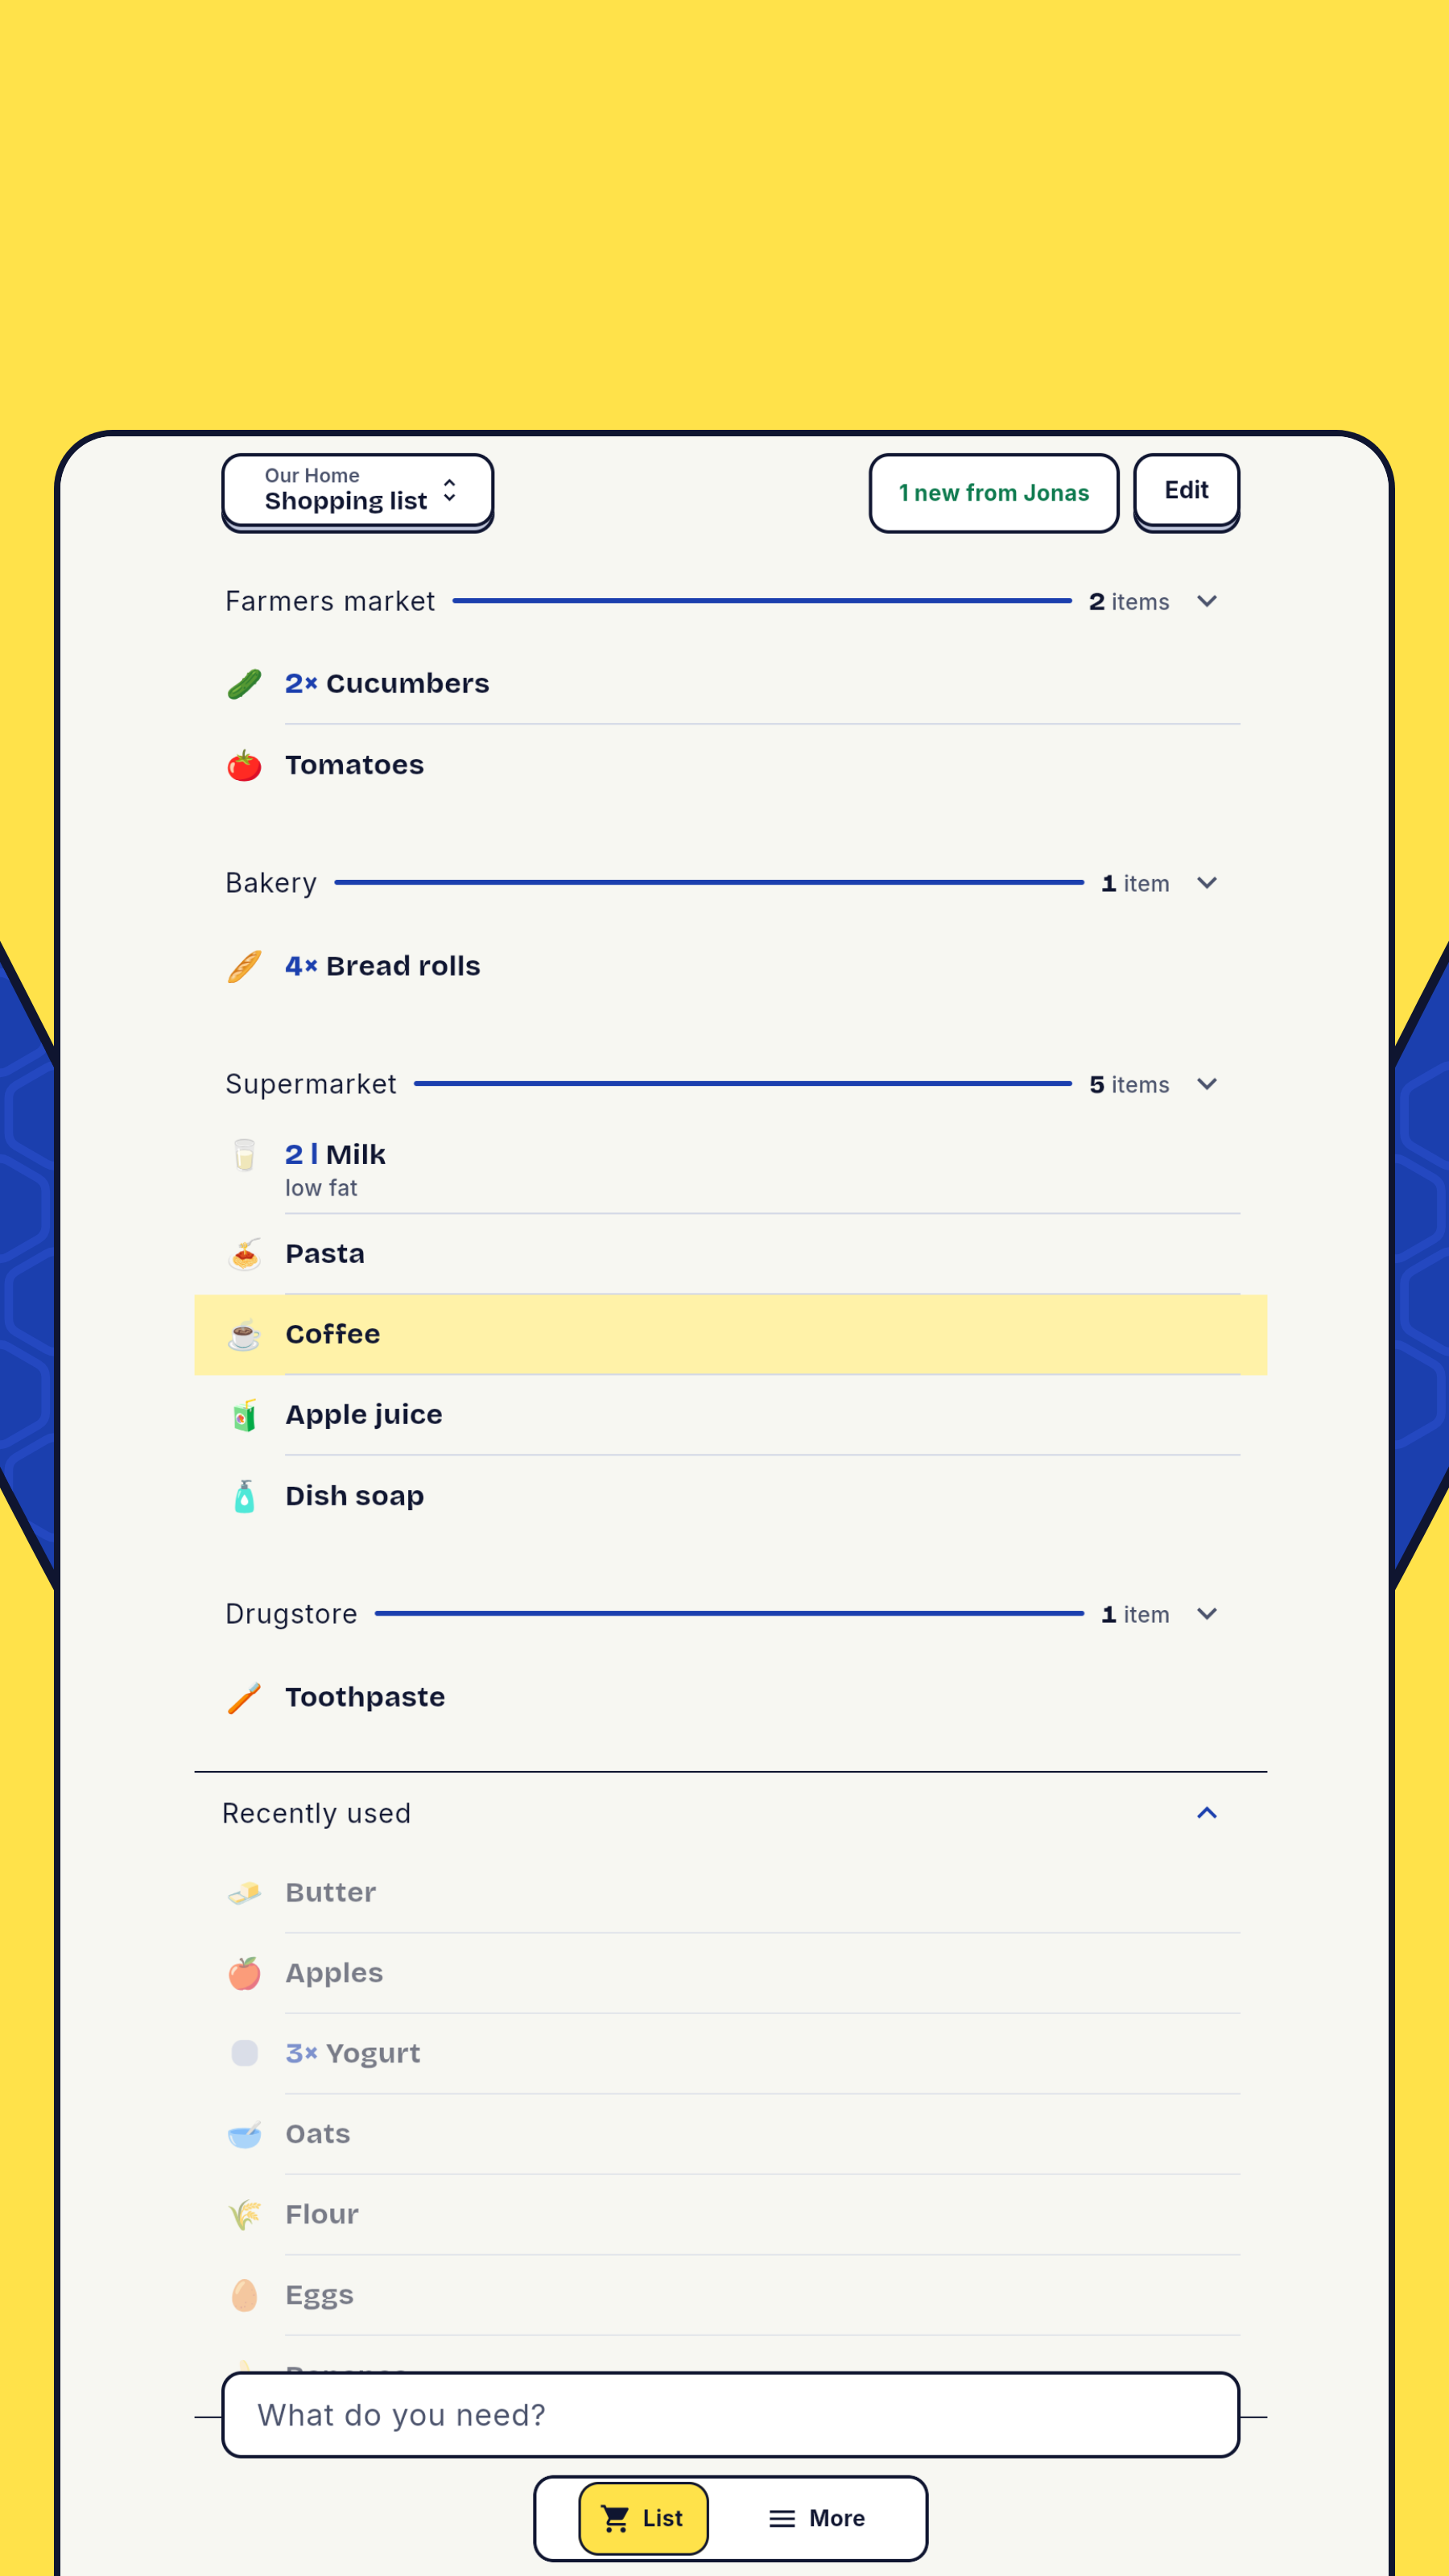 Our Home
Shopping list
1 new from Jonas
Edit
Farmers market 2 items
2× Cucumbers
Tomatoes
Bakery 1 item
4× Bread rolls
Supermarket 5 items
2 l Milk
low fat
Pasta
Coffee
Apple juice
Dish soap
Drugstore 1 item
Toothpaste
Recently used
Butter
Apples
3× Yogurt
Oats
Flour
Eggs
What do you need?
List
More